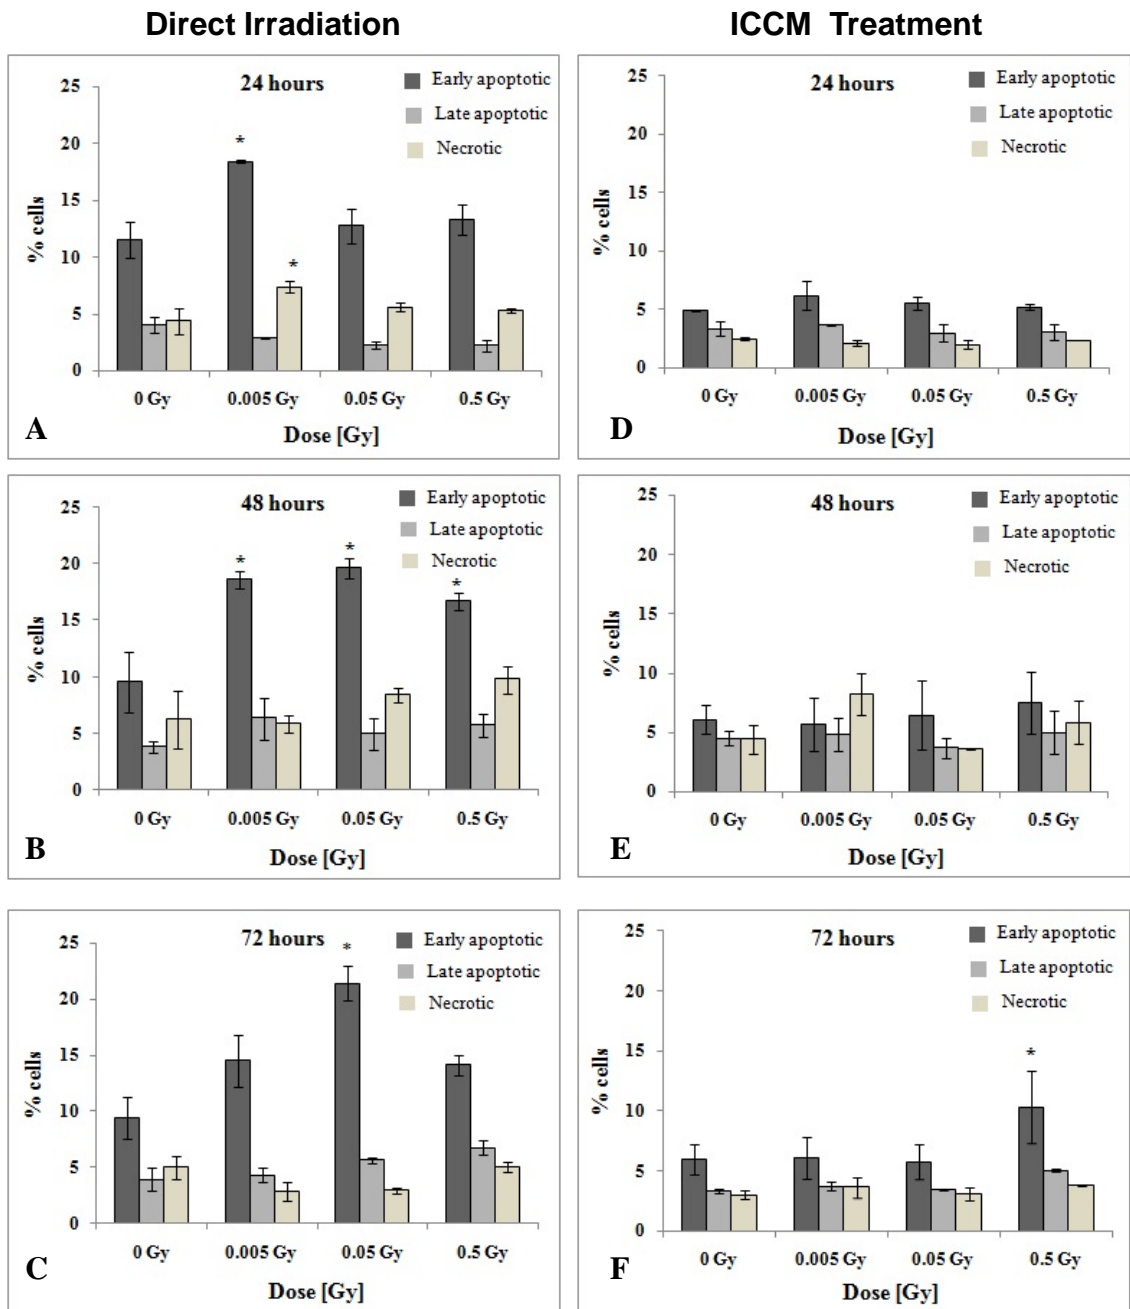 Direct Irradiation
ICCM Treatment
24 hours
Early apoptotic
Late apoptotic
Necrotic
25
20
15
10
5
0
% cells
*
*
0 Gy 0.005 Gy 0.05 Gy 0.5 Gy
Dose [Gy]
A
24 hours
Early apoptotic
Late apoptotic
Necrotic
25
20
15
10
5
0
% cells
0 Gy 0.005 Gy 0.05 Gy 0.5 Gy
Dose [Gy]
D
48 hours
Early apoptotic
Late apoptotic
Necrotic
25
20
15
10
5
0
% cells
*
*
*
0 Gy 0.005 Gy 0.05 Gy 0.5 Gy
Dose [Gy]
B
48 hours
Early apoptotic
Late apoptotic
Necrotic
25
20
15
10
5
0
% cells
0 Gy 0.005 Gy 0.05 Gy 0.5 Gy
Dose [Gy]
E
72 hours
Early apoptotic
Late apoptotic
Necrotic
25
20
15
10
5
0
% cells
*
0 Gy 0.005 Gy 0.05 Gy 0.5 Gy
Dose [Gy]
C
72 hours
Early apoptotic
Late apoptotic
Necrotic
25
20
15
10
5
0
% cells
*
0 Gy 0.005 Gy 0.05 Gy 0.5 Gy
Dose [Gy]
F